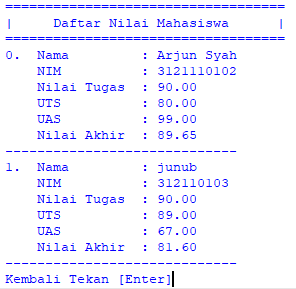 ===================================
|     Daftar Nilai Mahasiswa      |
===================================
0.  Nama         : Arjun Syah
    NIM          : 3121110102
    Nilai Tugas  : 90.00
    UTS          : 80.00
    UAS          : 99.00
    Nilai Akhir  : 89.65
-----------------------------
1.  Nama         : junub
    NIM          : 312110103
    Nilai Tugas  : 90.00
    UTS          : 89.00
    UAS          : 67.00
    Nilai Akhir  : 81.60
-----------------------------
Kembali Tekan [Enter]